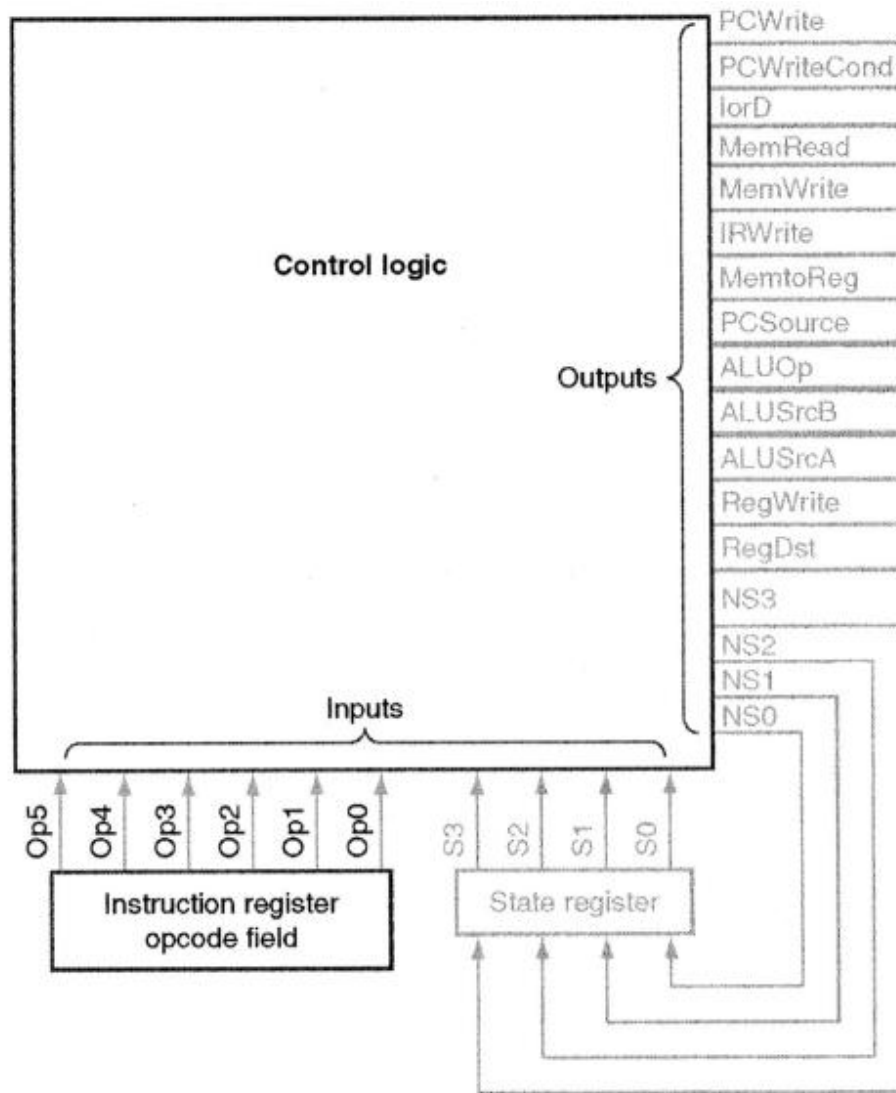 PCWrite
PCWriteCond
IorD
MemRead
MemWrite
IRWrite
MemtoReg
PCSource
ALUOp
ALUSrcB
ALUSrcA
RegWrite
RegDst
NS3
NS2
NS1
NS0
Control logic
Outputs
Inputs
Op5
Op4
Op3
Op2
Op1
Op0
S3
S2
S1
S0
Instruction register
opcode field
State register